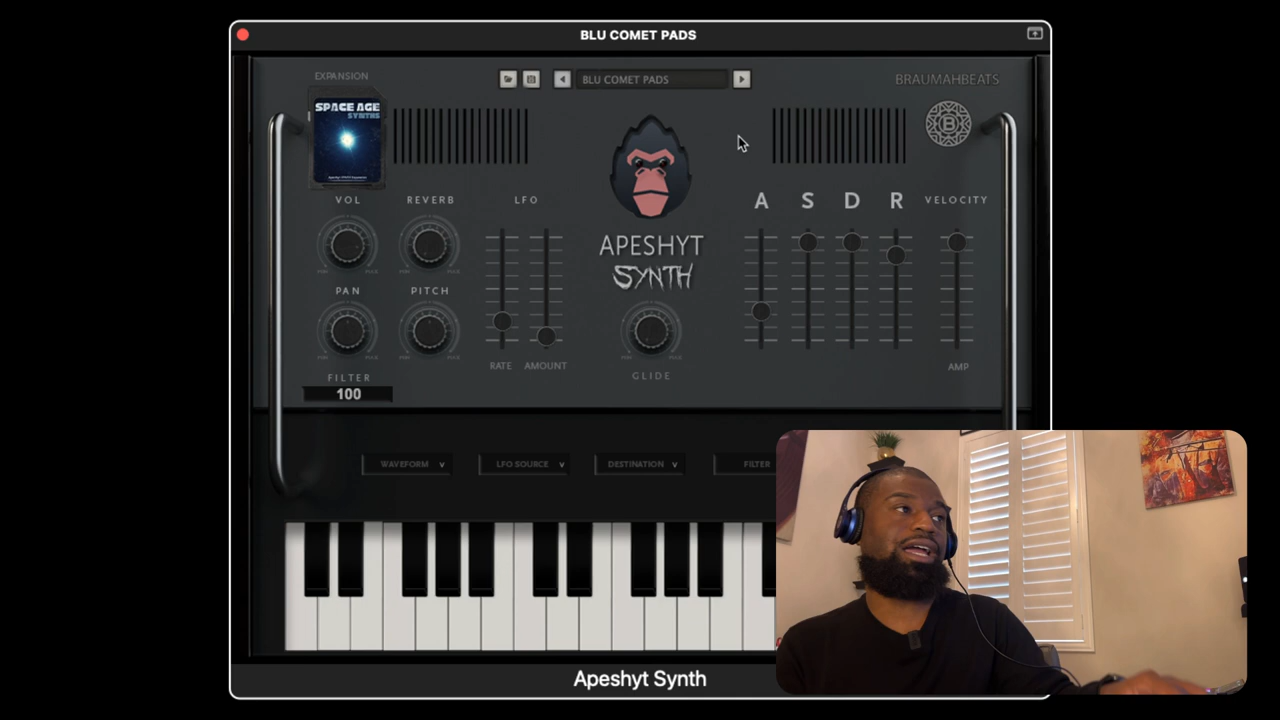 BLU COMET PADS
EXPANSION
BLU COMET PADS
BRAUMAHBEATS
SPACE AGE
SYNTHS
B
VOL
REVERB
LFO
A
S
D
R
VELOCITY
APESHYT
SYNTH
PAN
PITCH
RATE
AMOUNT
GLIDE
AMP
FILTER
100
WAVEFORM
LFO SOURCE
DESTINATION
FILTER
Apeshyt Synth